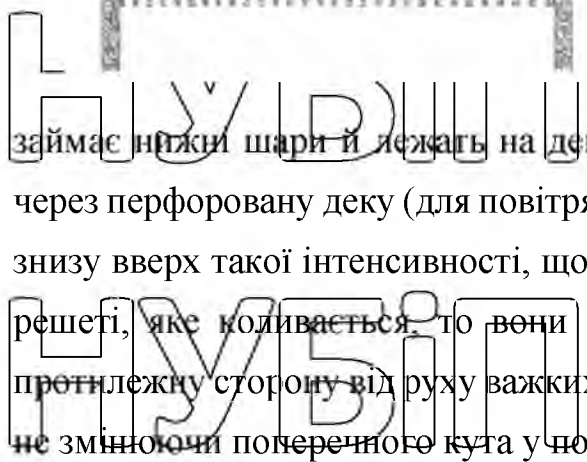 НУБІП
займає нижні шари й лежать на де
через перфоровану деку (для повітря
знизу вверх такої інтенсивності, що
НУБіП
решеті, яке коливається, то вони
протилежну сторону від руху важких
не змінюючи поперечного кута у по